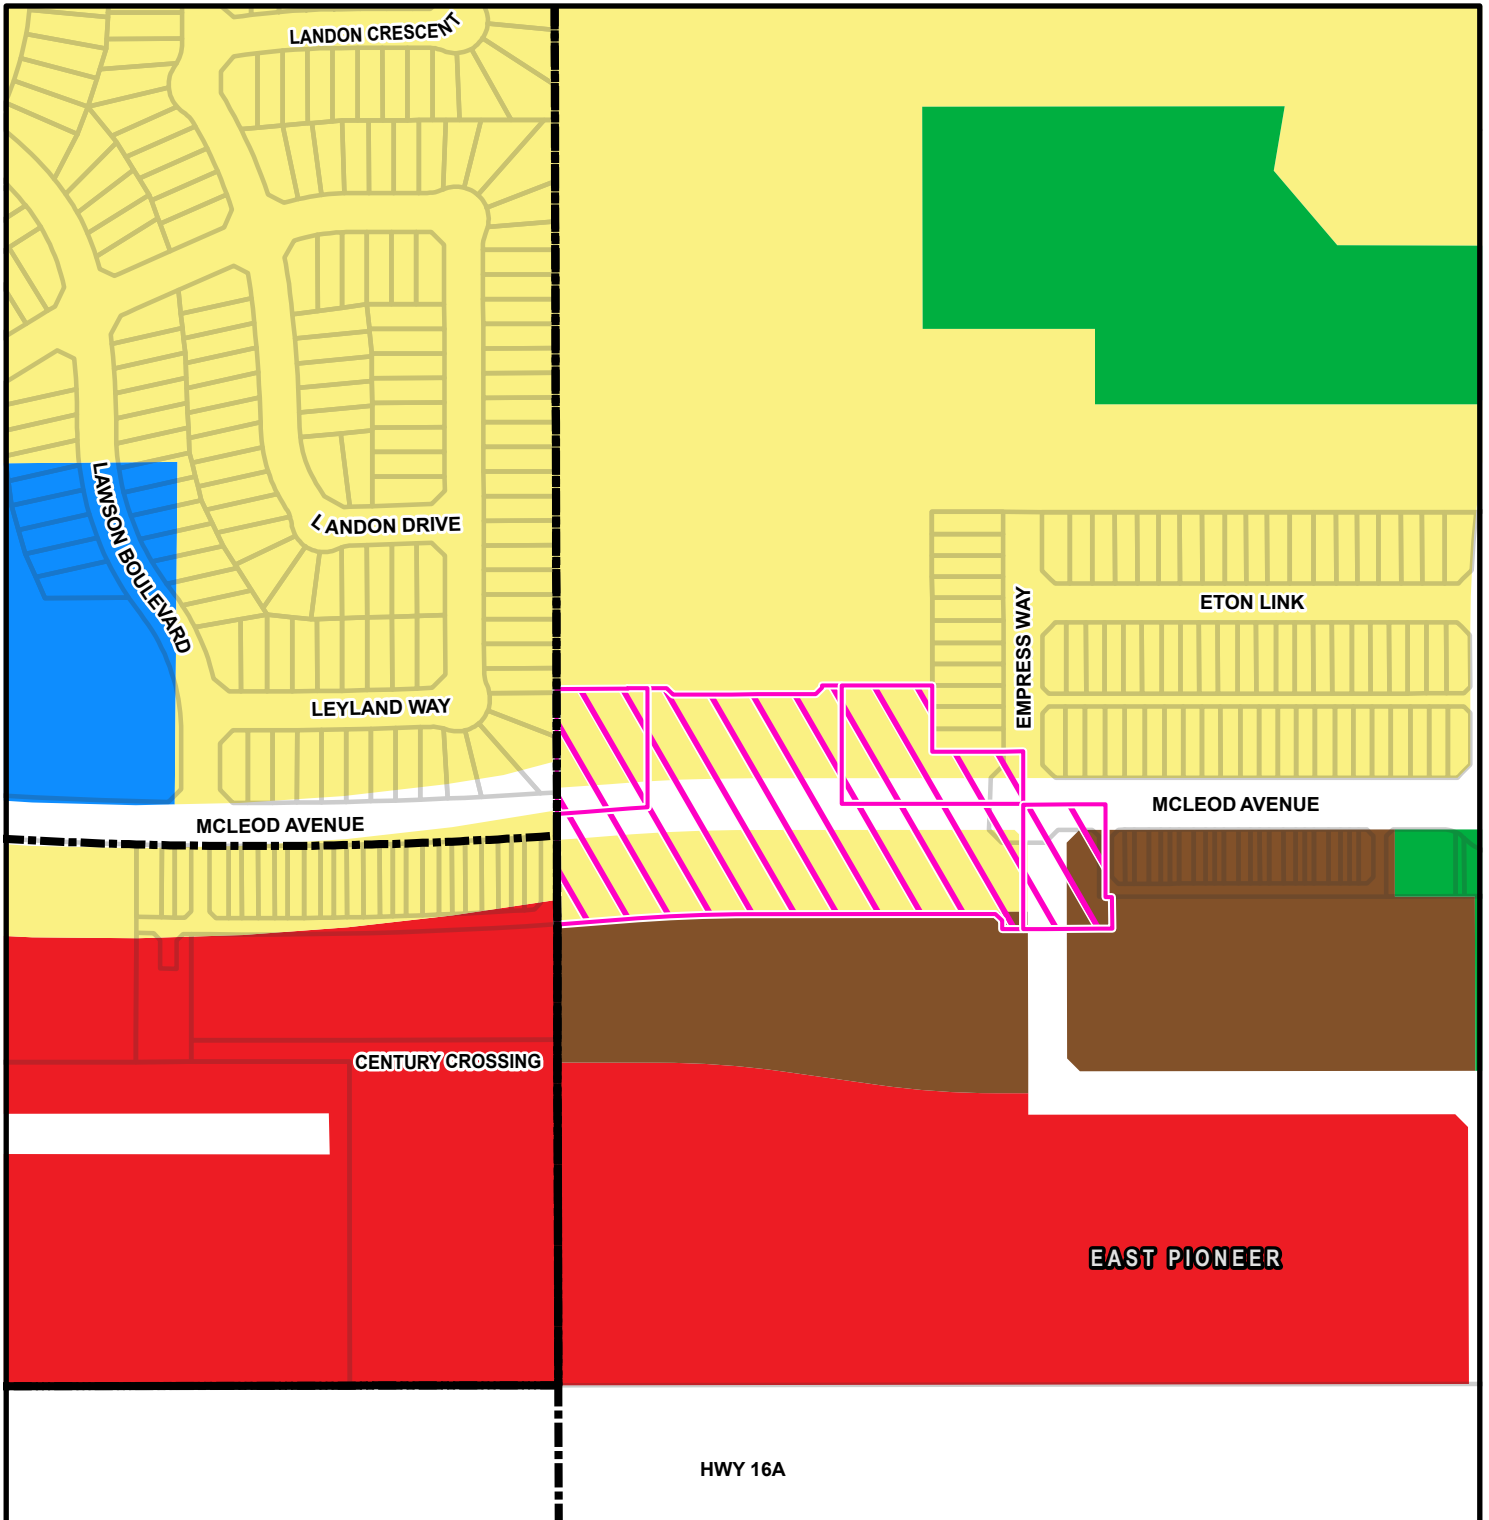 LANDON CRESCENT
LAWSON BOULEVARD
LANDON DRIVE
EMPRESS WAY
ETON LINK
LEYLAND WAY
MCLEOD AVENUE
MCLEOD AVENUE
CENTURY CROSSING
EAST PIONEER
HWY 16A